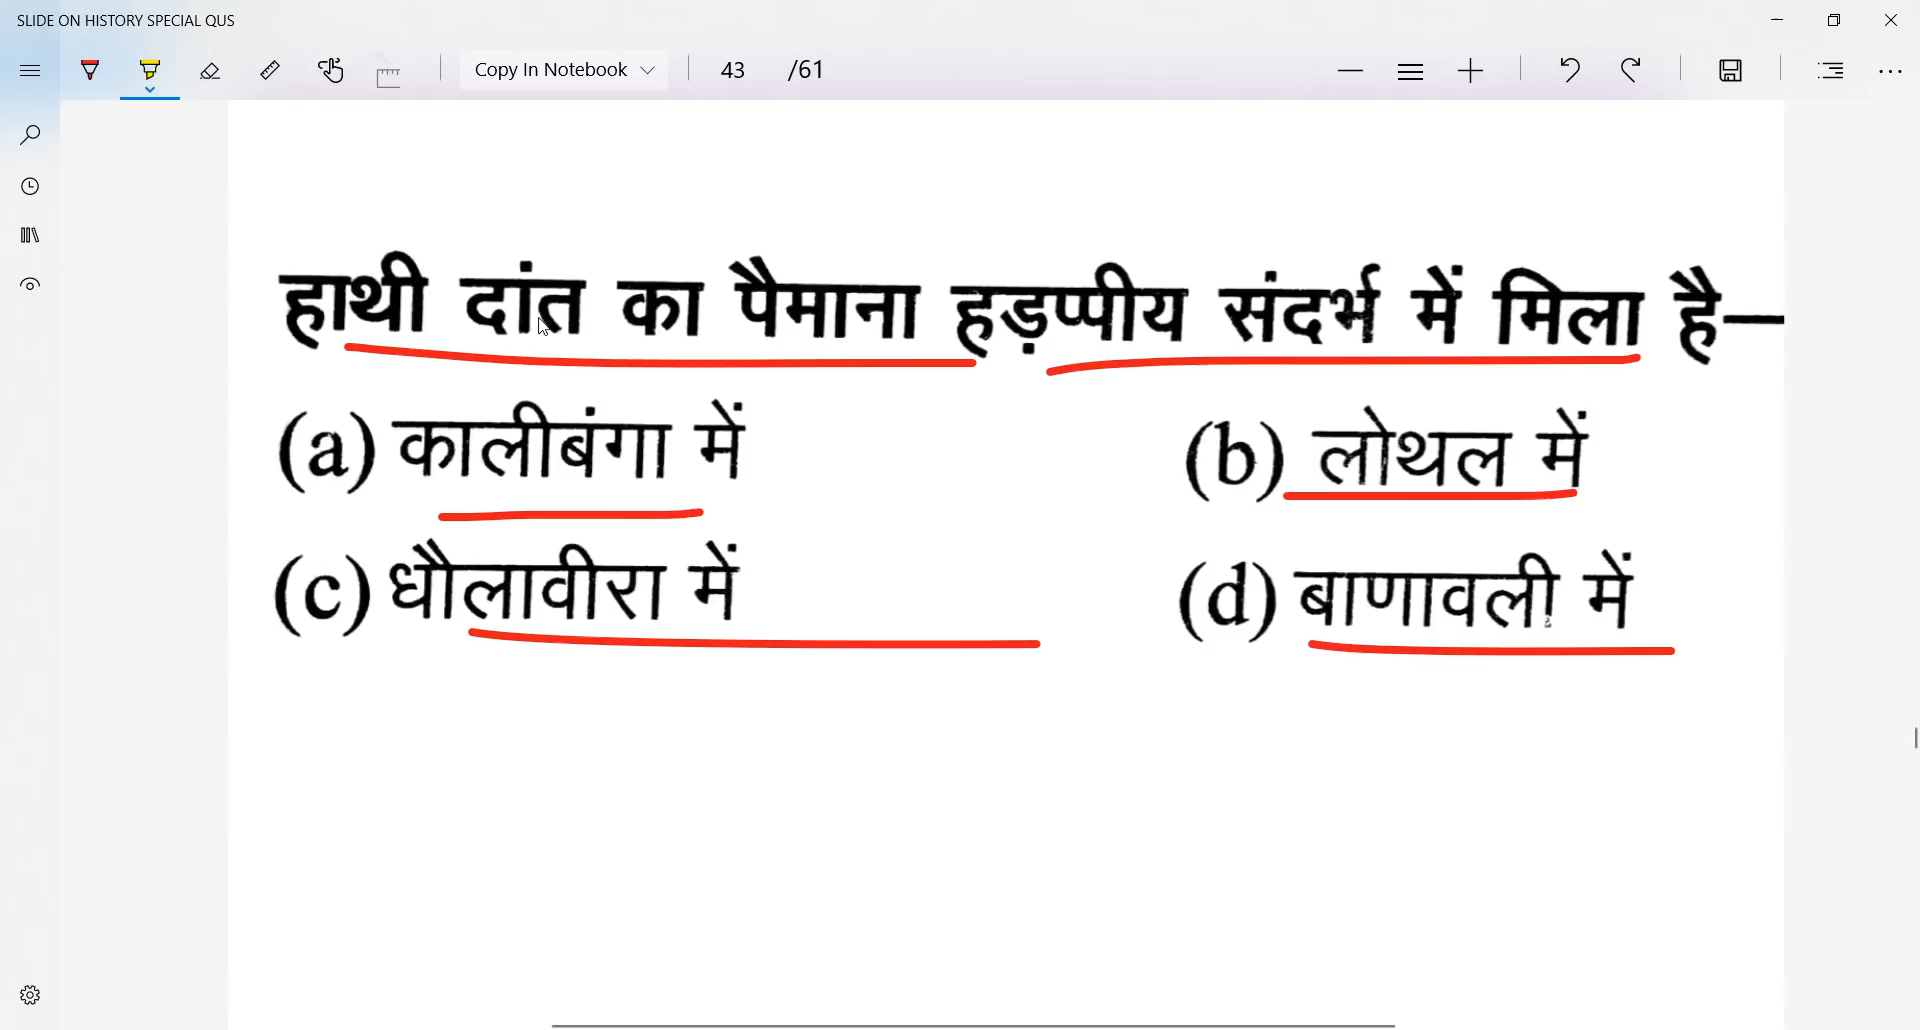 SLIDE ON HISTORY SPECIAL QUS
Copy In Notebook 43 /61
हाथी दांत का पैमाना हड़प्पीय संदर्भ में मिला है—
(a) कालीबंगा में (b) लोथल में
(c) धौलावीरा में (d) बाणावली में